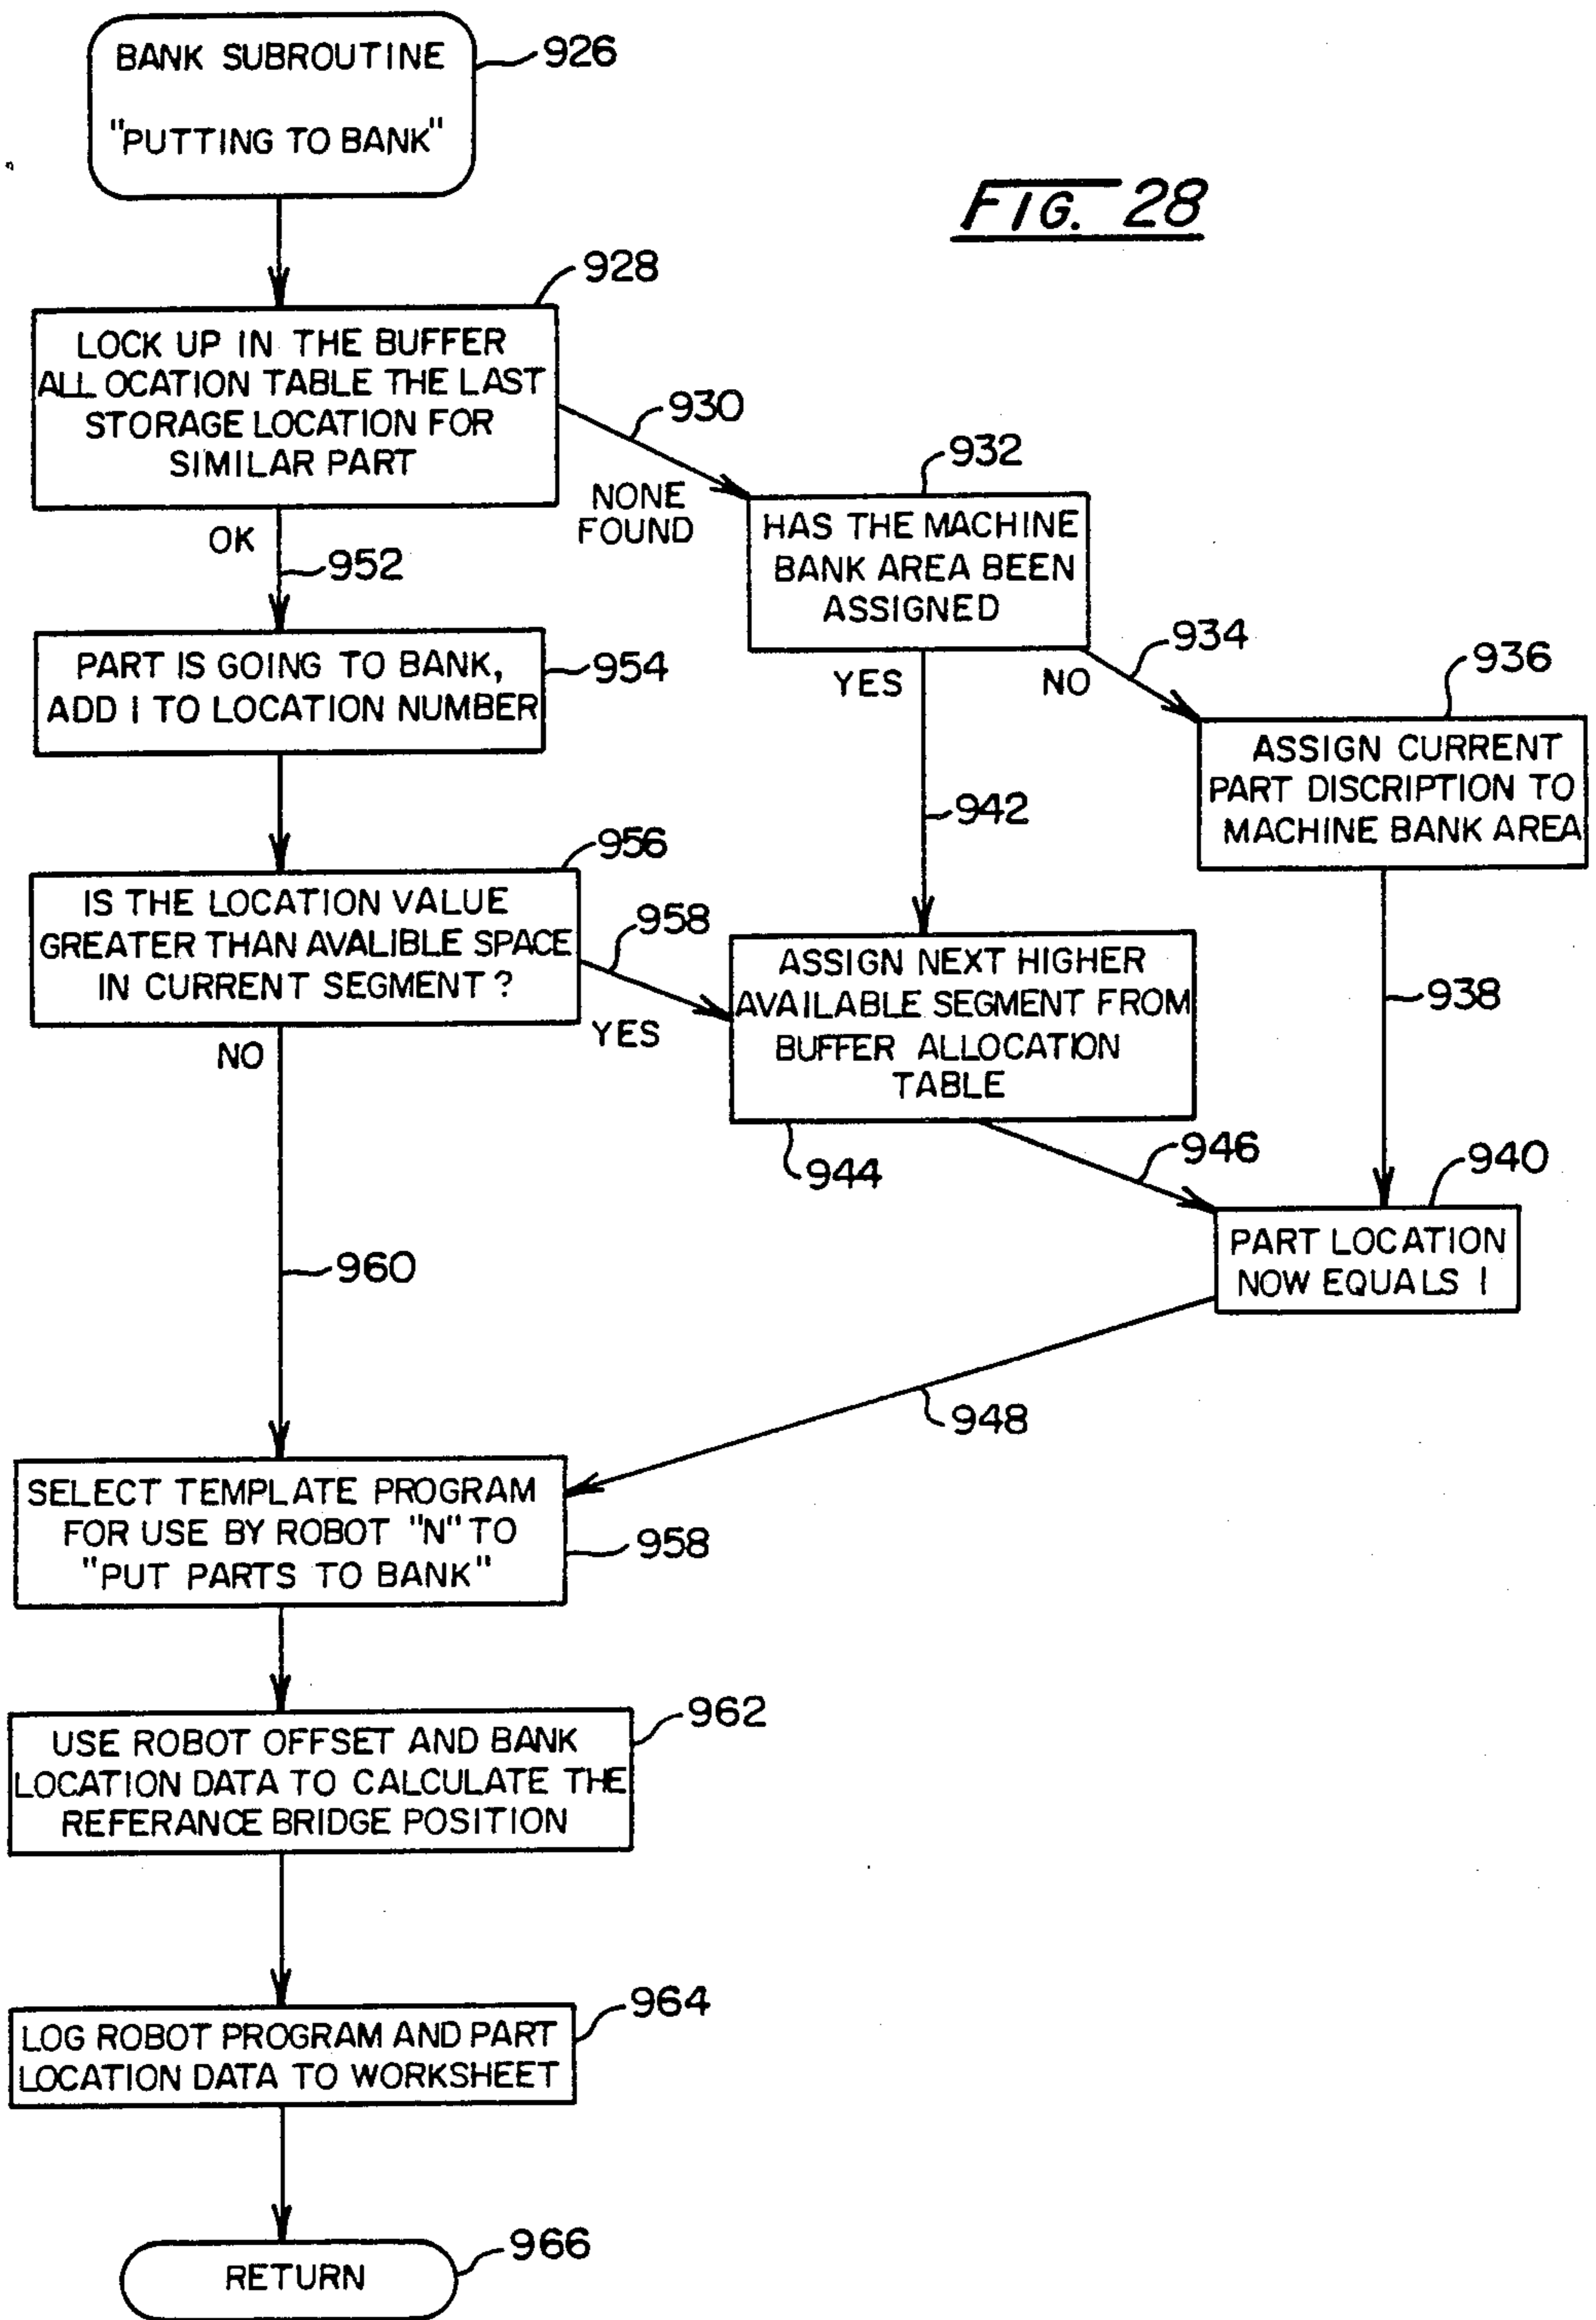 BANK SUBROUTINE
"PUTTING TO BANK"
926
FIG. 28
928
LOCK UP IN THE BUFFER
ALL OCATION TABLE THE LAST
STORAGE LOCATION FOR
SIMILAR PART
930
NONE
FOUND
932
HAS THE MACHINE
BANK AREA BEEN
ASSIGNED
OK
952
934
YES
NO
936
PART IS GOING TO BANK,
ADD 1 TO LOCATION NUMBER
954
ASSIGN CURRENT
PART DISCRIPTION TO
MACHINE BANK AREA
942
956
IS THE LOCATION VALUE
GREATER THAN AVALIBLE SPACE
IN CURRENT SEGMENT?
958
YES
NO
ASSIGN NEXT HIGHER
AVAILABLE SEGMENT FROM
BUFFER ALLOCATION
TABLE
938
944
946
940
PART LOCATION
NOW EQUALS 1
960
948
SELECT TEMPLATE PROGRAM
FOR USE BY ROBOT "N" TO
"PUT PARTS TO BANK"
958
962
USE ROBOT OFFSET AND BANK
LOCATION DATA TO CALCULATE THE
REFERANCE BRIDGE POSITION
964
LOG ROBOT PROGRAM AND PART
LOCATION DATA TO WORKSHEET
966
RETURN